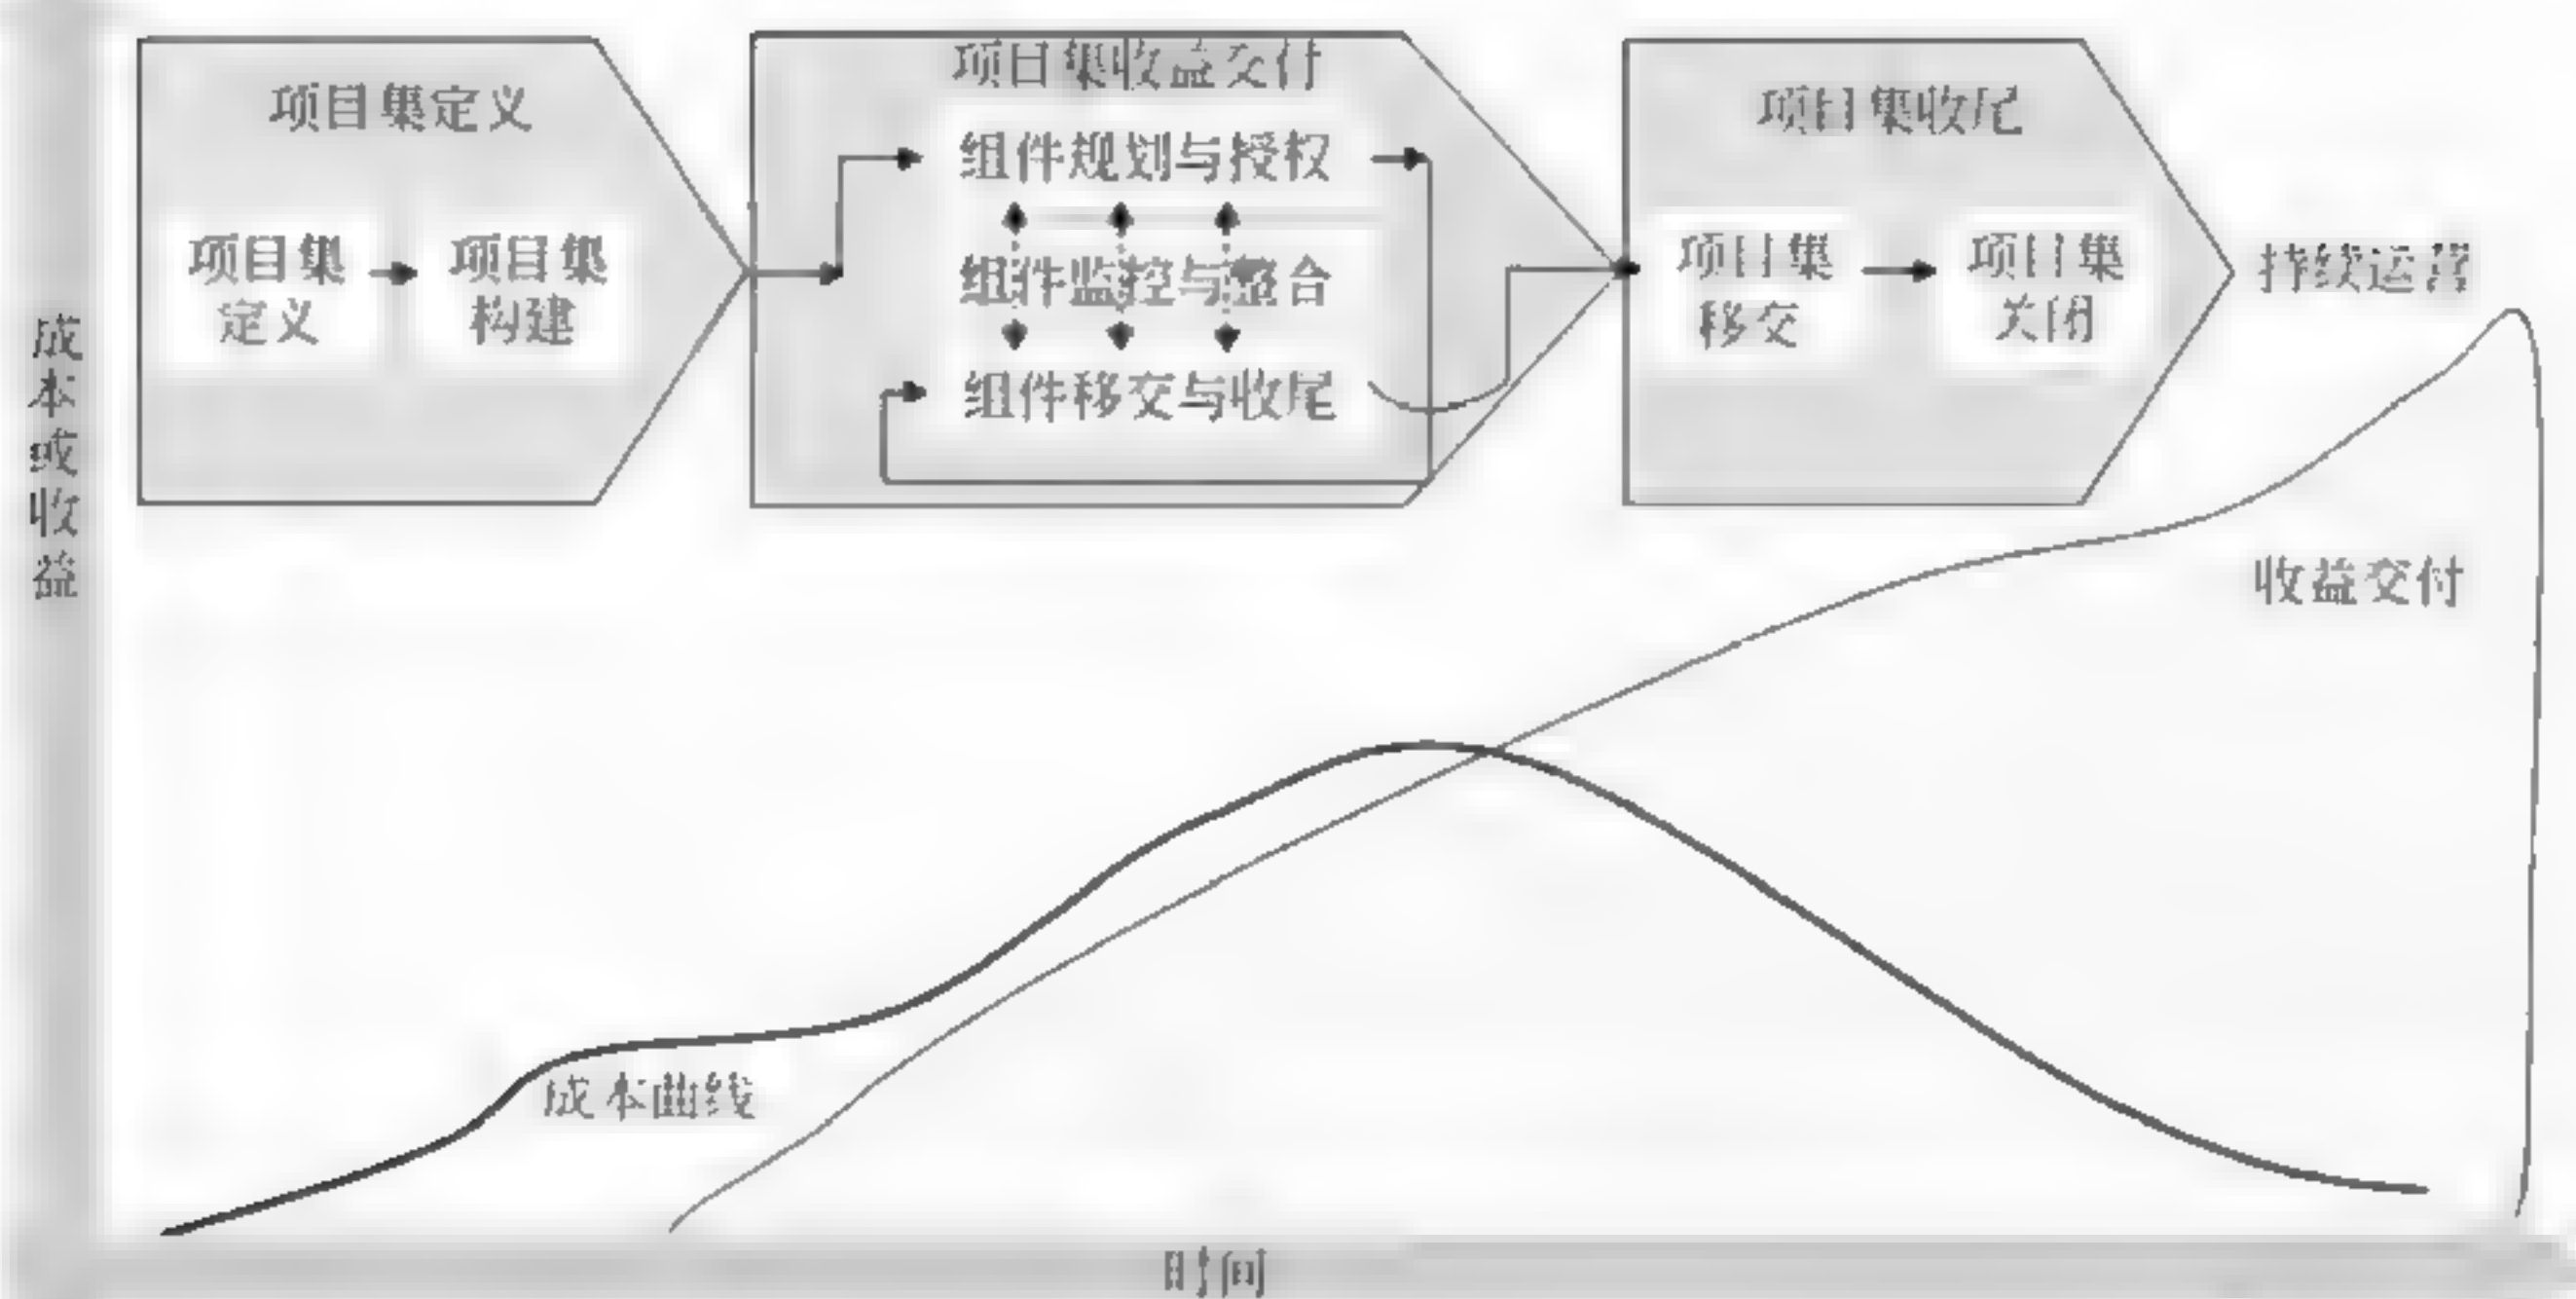 项目集定义
项目集
定义
项目集
构建
项目集收益交付
组件规划与授权
组件监控与整合
组件移交与收尾
项目集收尾
项目集
移交
项目集
关闭
持续运营
成本或收益
收益交付
成本曲线
时间